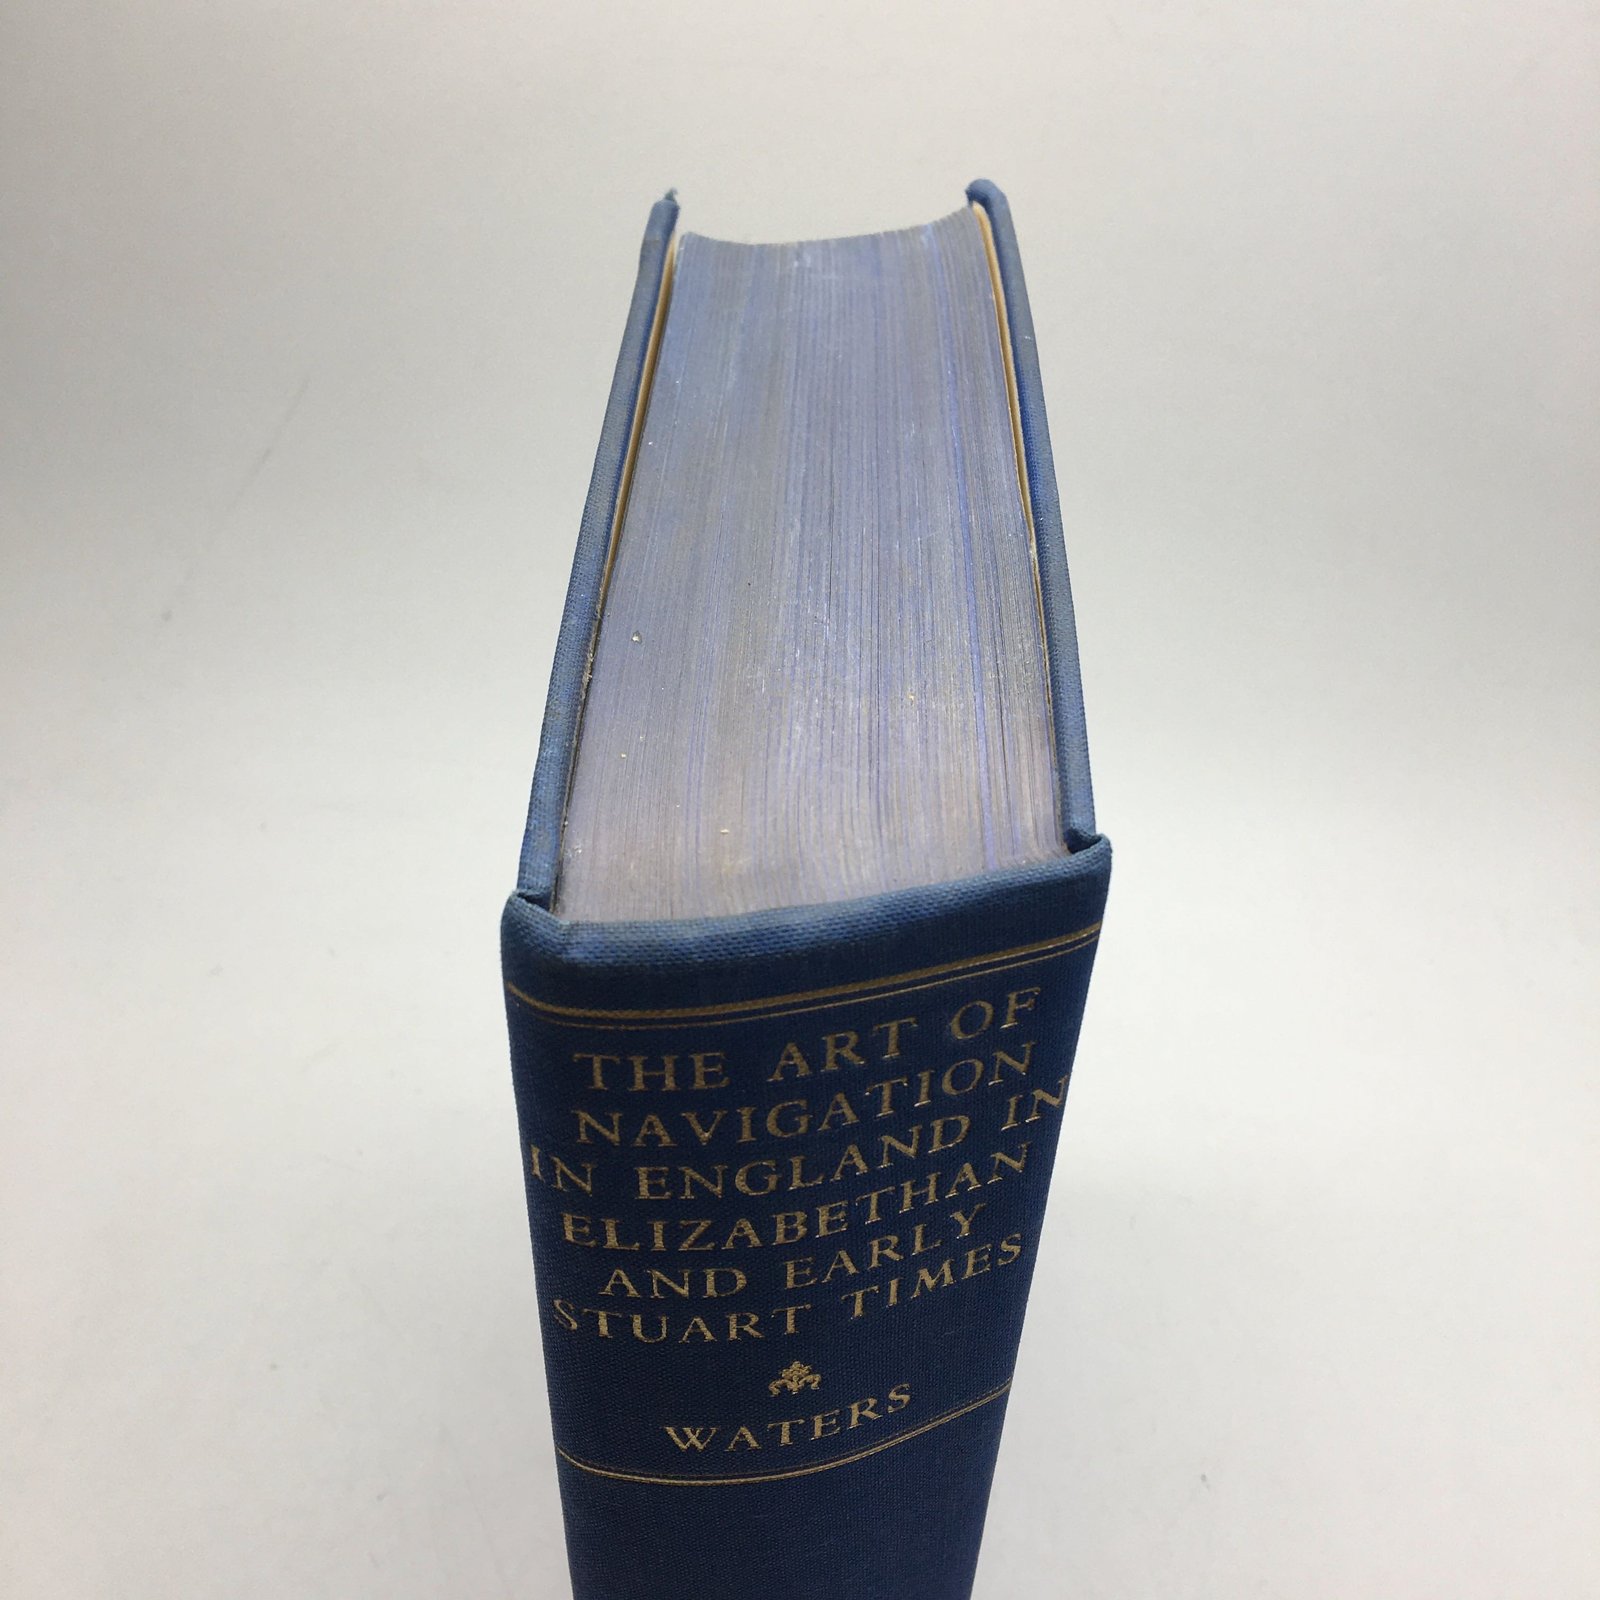 THE ART OF
NAVIGATION
IN ENGLAND IN
ELIZABETHAN
AND EARLY
STUART TIMES
WATERS